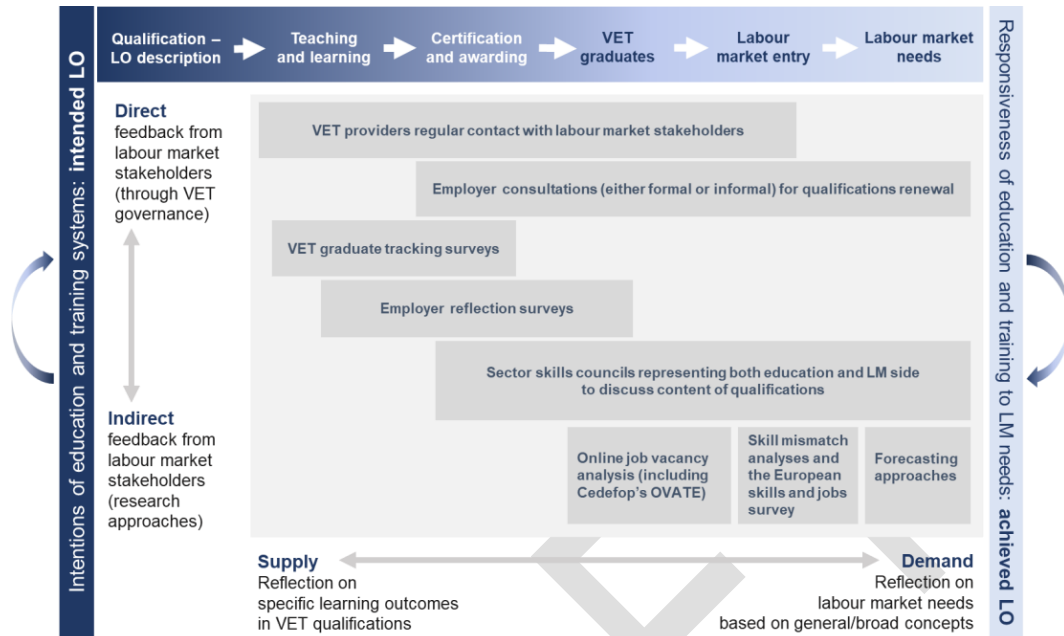 Intentions of education and training systems: intended LO
Qualification –
LO description
Teaching
and learning
Certification
and awarding
VET
graduates
Labour
market entry
Labour market
needs
Responsiveness of education and training to LM needs: achieved LO
Direct
feedback from
labour market
stakeholders
(through VET
governance)
VET providers regular contact with labour market stakeholders
Employer consultations (either formal or informal) for qualifications renewal
VET graduate tracking surveys
Employer reflection surveys
Sector skills councils representing both education and LM side
to discuss content of qualifications
Indirect
feedback from
labour market
stakeholders
(research
approaches)
Online job vacancy
analysis (including
Cedefop's OVATE)
Skill mismatch
analyses and
the European
skills and jobs
survey
Forecasting
approaches
Supply
Reflection on
specific learning outcomes
in VET qualifications
Demand
Reflection on
labour market needs
based on general/broad concepts